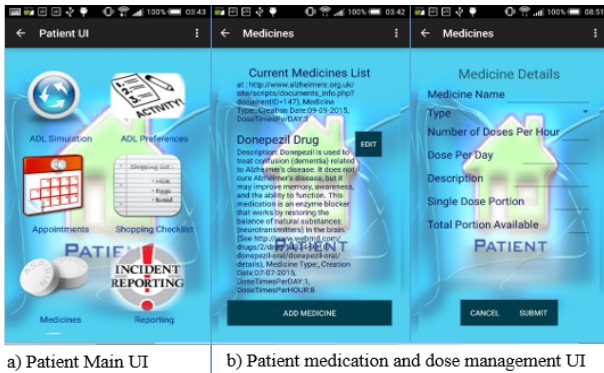 100% 03:43
Patient UI
ACTIVITY!
ADL Simulation
ADL Preferences
Shopping List :
• Milk
• Eggs
• Bread
Appointments
Shopping Checklist
PATIENT
INCIDENT
REPORTING
Medicines
Reporting
a) Patient Main UI
100% 03:42
Medicines
Current Medicines List
at : http://www.alzheimers.org.uk/
site/scripts/documents_info.php?
documentID=147), Medicine
Type:, Creation Date:09-09-2015,
DoseTimesPerDAY:3
Donepezil Drug
EDIT
Description: Donepezil is used to
treat confusion (dementia) related
to Alzheimer's disease. It does not
cure Alzheimer's disease, but it
may improve memory, awareness,
and the ability to function. This
medication is an enzyme blocker
that works by restoring the
balance of natural substances
(neurotransmitters) in the brain.
(See http://www.webmd.com/
donepezil-oral/donepezil-oral/
details), Medicine Type:, Creation
Date:07-07-2015,
DoseTimesPerDAY:1,
DoseTimesPerHOUR:8
PATIENT
ADD MEDICINE
100% 08:51
Medicines
Medicine Details
Medicine Name
Type
Number of Doses Per Hour
Dose Per Day
Description
Single Dose Portion
Total Portion Available
PATIENT
CANCEL
SUBMIT
b) Patient medication and dose management UI